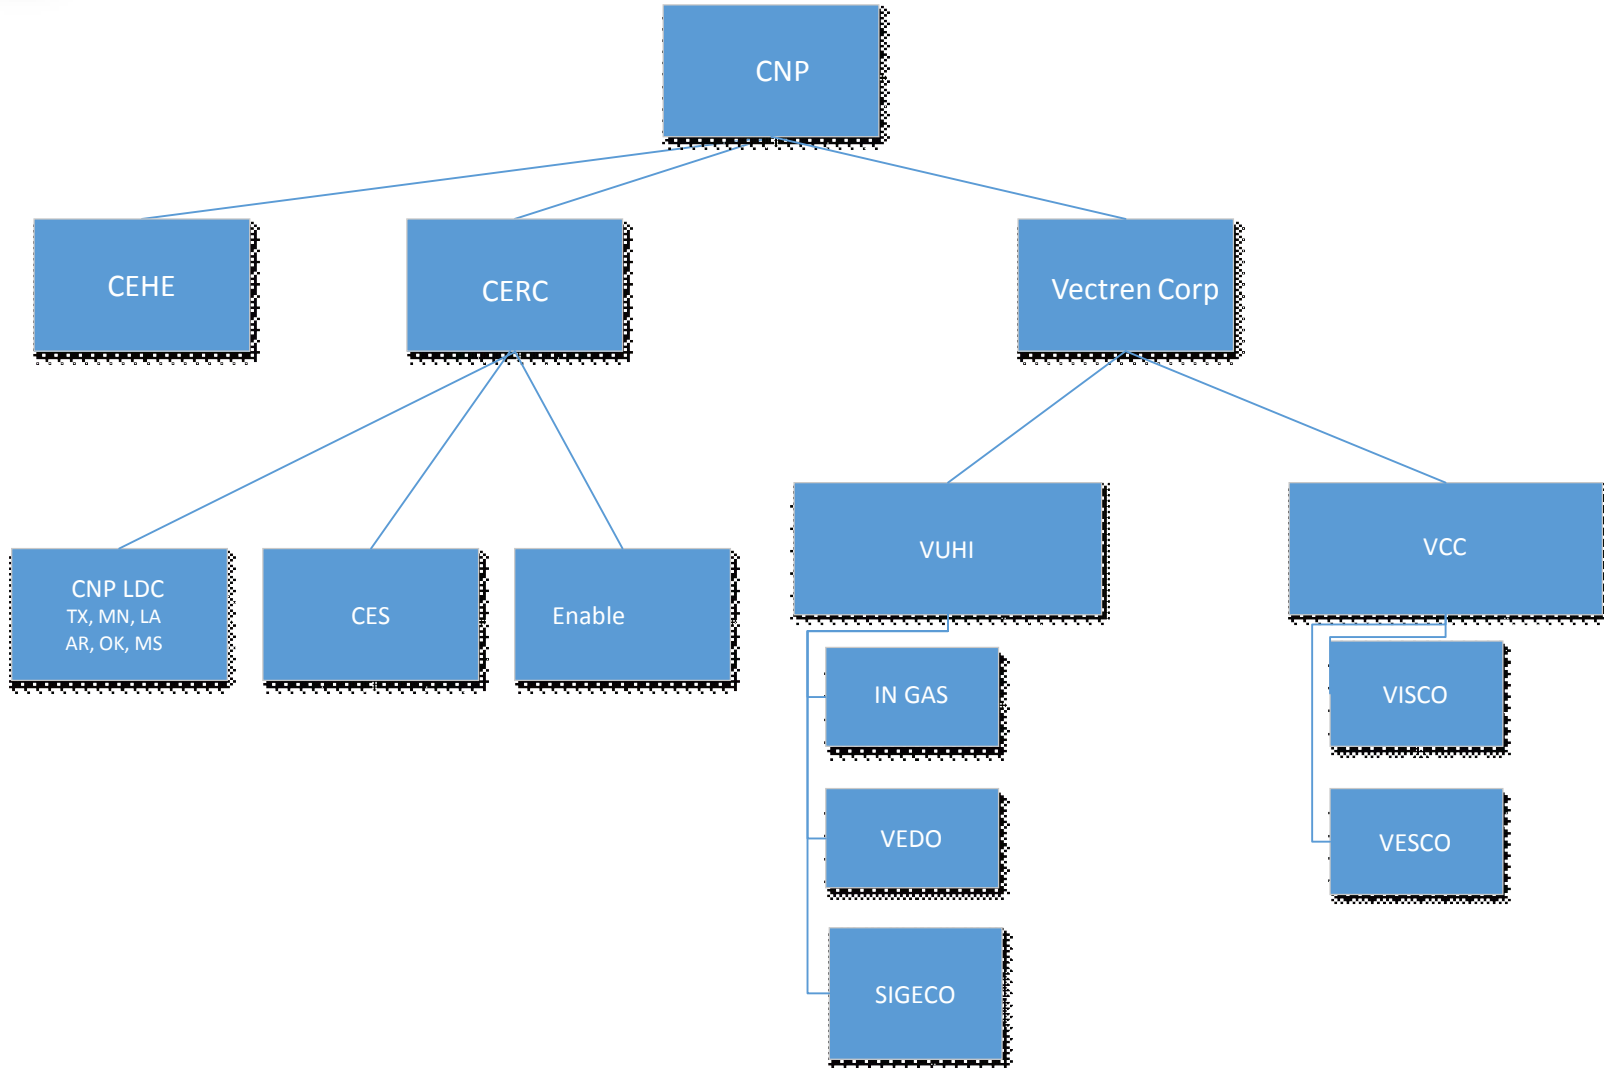 CNP
CEHE
CERC
Vectren Corp
CNP LDC
TX, MN, LA
AR, OK, MS
CES
Enable
VUHI
VCC
IN GAS
VISCO
VEDO
VESCO
SIGECO